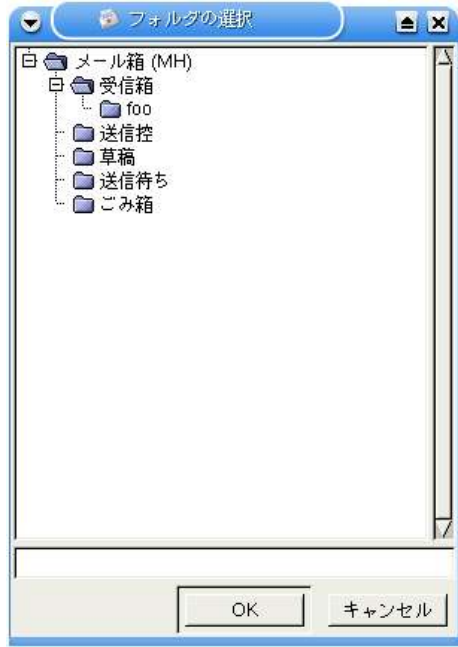 フォルダの選択
メール箱 (MH)
受信箱
foo
送信控
草稿
送信待ち
ごみ箱
OK
キャンセル